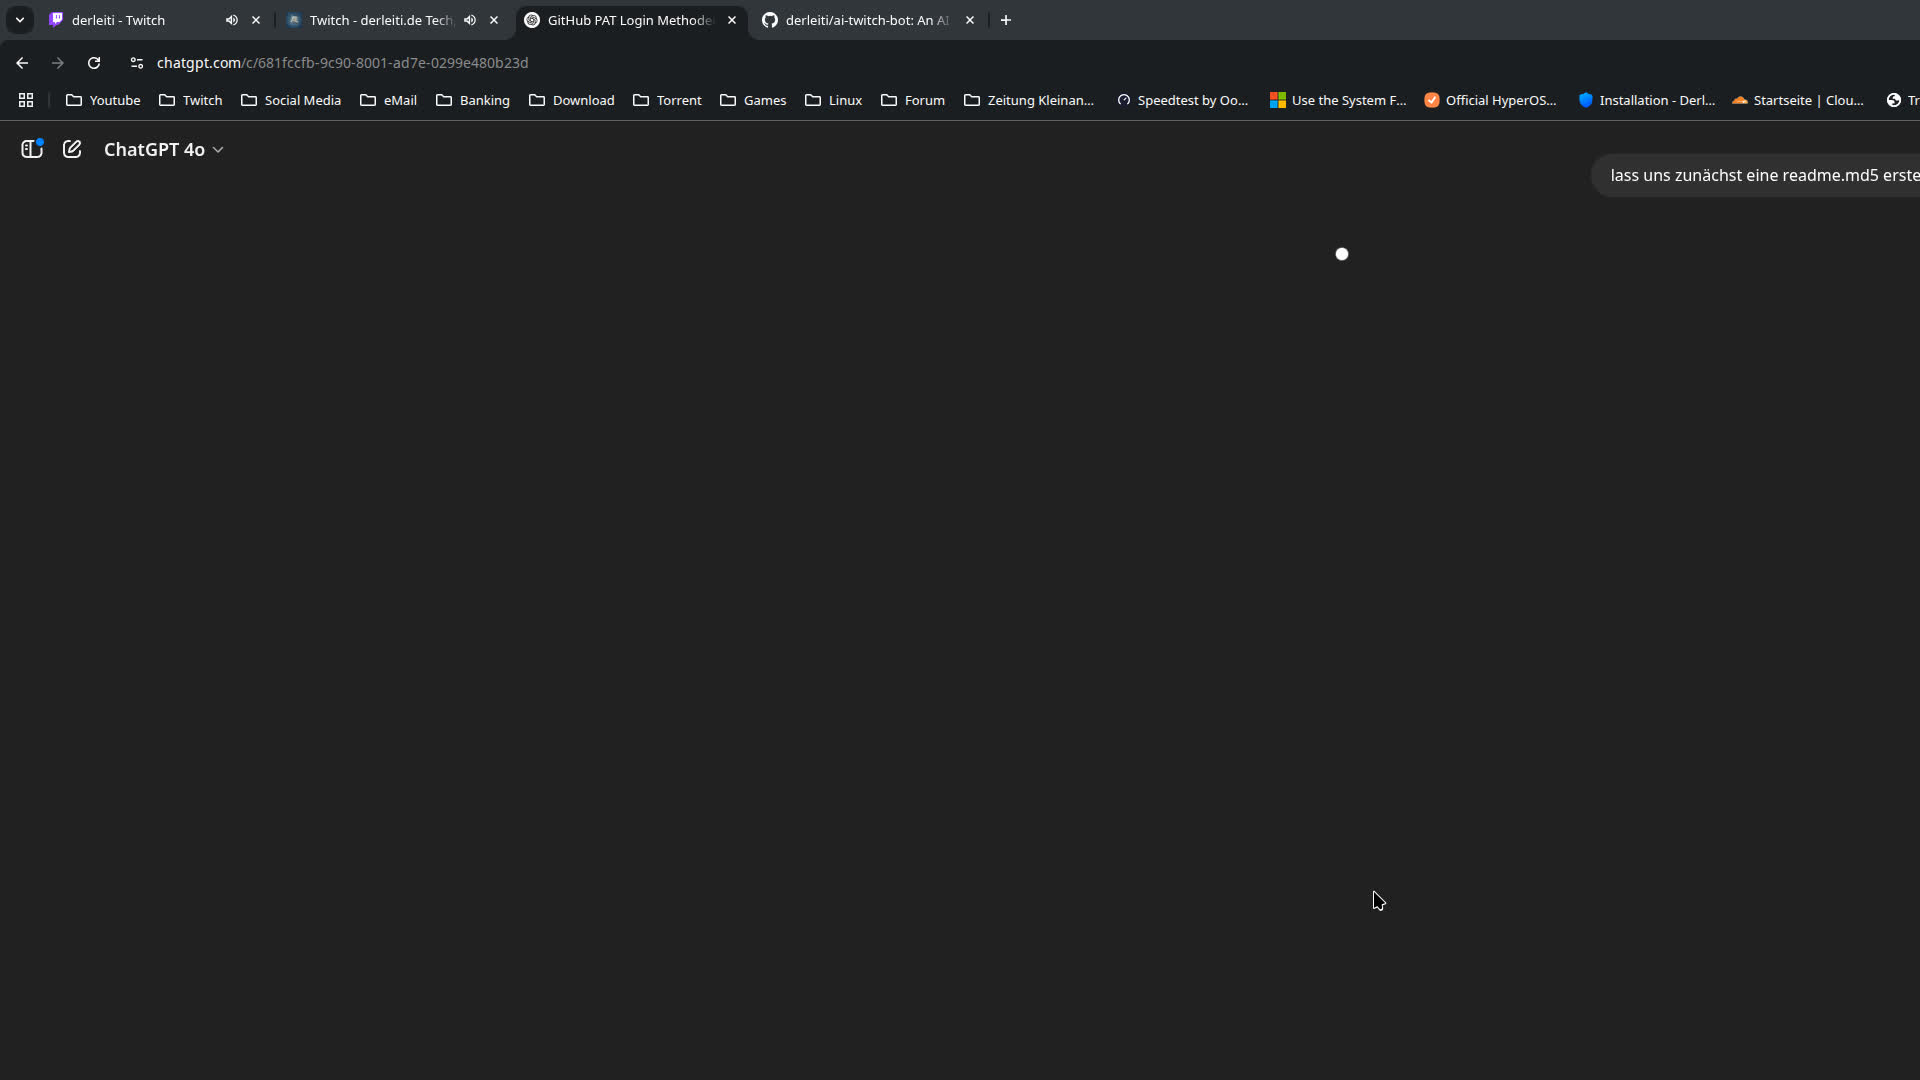 derleiti - Twitch
Twitch - derleiti.de Tech
GitHub PAT Login Methode
derleiti/ai-twitch-bot: An AI
chatgpt.com/c/681fccfb-9c90-8001-ad7e-0299e480b23d
Youtube
Twitch
Social Media
eMail
Banking
Download
Torrent
Games
Linux
Forum
Zeitung Kleinan...
Speedtest by Oo...
Use the System F...
Official HyperOS...
Installation - Derl...
Startseite | Clou...
Tr
ChatGPT 4o
lass uns zunächst eine readme.md5 erste